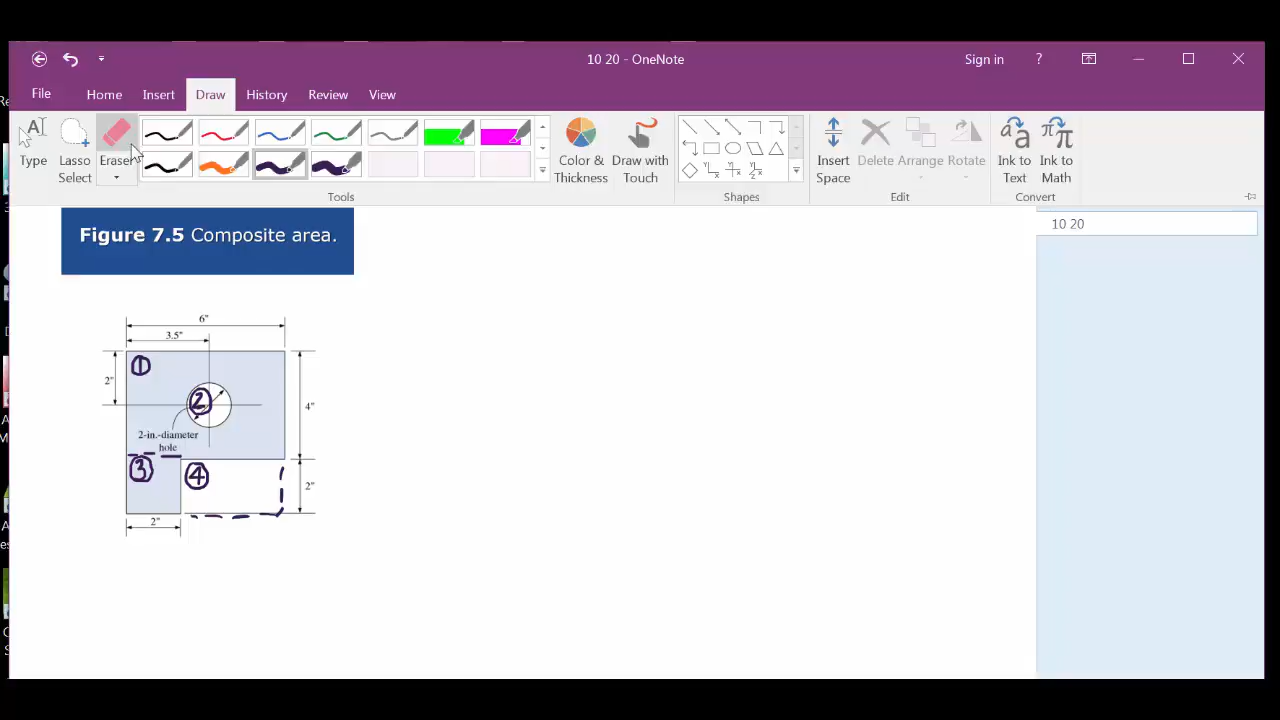 10 20 - OneNote
Sign in
?
File
Home
Insert
Draw
History
Review
View
Type
Lasso
Select
Eraser
Color &
Thickness
Draw with
Touch
Insert
Space
Delete
Arrange
Rotate
Ink to
Text
Ink to
Math
Tools
Shapes
Edit
Convert
10 20
Figure 7.5 Composite area.
6"
3.5"
①
2"
②
4"
2-in.-diameter
hole
③
④
2"
2"